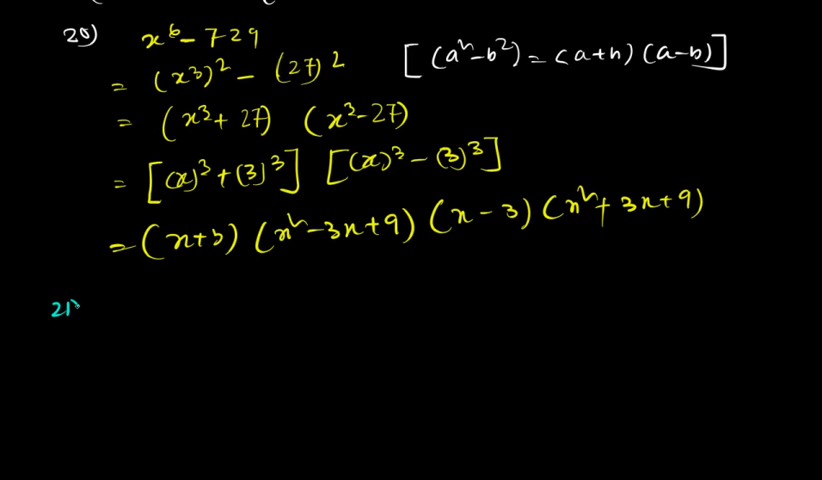 20) x⁶ - 729
= (x³)² - (27)² [(a² - b²) = (a+b) (a-b)]
= (x³ + 27) (x³ - 27)
= [(x)³ + (3)³] [(x)³ - (3)³]
= (x+3) (x² - 3x + 9) (x - 3) (x² + 3x + 9)
21)